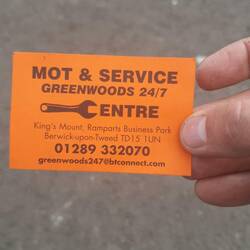 MOT & SERVICE
GREENWOODS 24/7
CENTRE
King's Mount, Ramparts Business Park
Berwick-upon-Tweed TD15 1UN
01289 332070
greenwoods247@btconnect.com